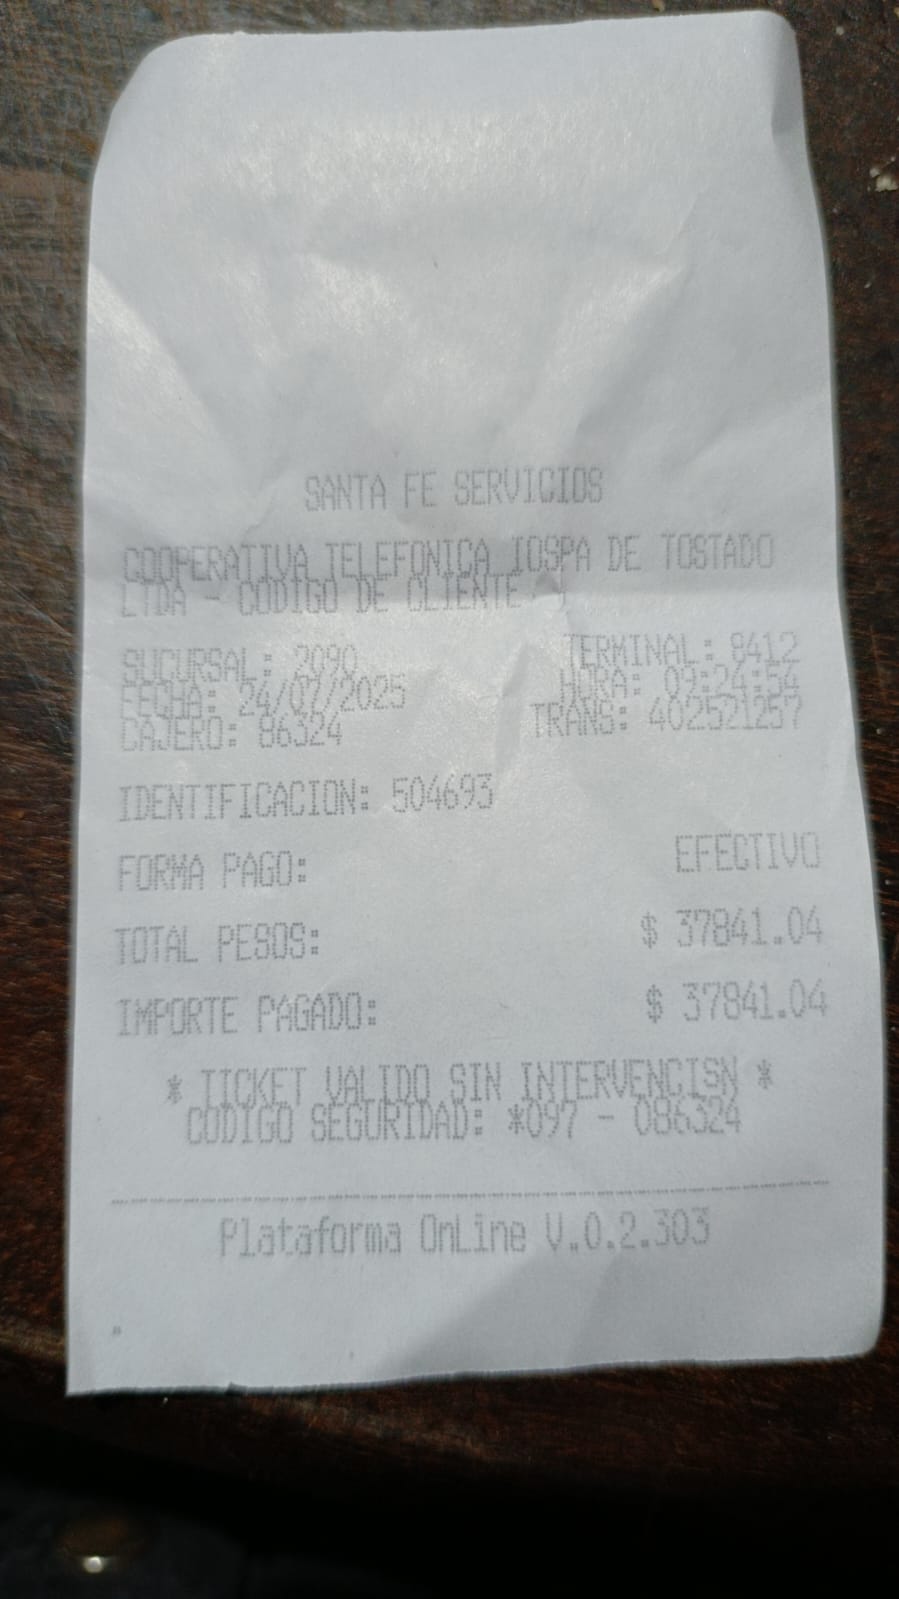 SANTA FE SERVICIOS
COOPERATIVA TELEFONICA IOSPA DE TOSTADO
LTDA - CODIGO DE CLIENTE
SUCURSAL: 2090 TERMINAL: 8412
FECHA: 24/07/2025 HORA: 09:24:54
CAJERO: 86324 TRANS: 402521257
IDENTIFICACION: 504693
FORMA PAGO: EFECTIVO
TOTAL PESOS: $ 37841.04
IMPORTE PAGADO: $ 37841.04
* TICKET VALIDO SIN INTERVENCISN *
CODIGO SEGURIDAD: *097 - 086324
Plataforma OnLine V.0.2.303